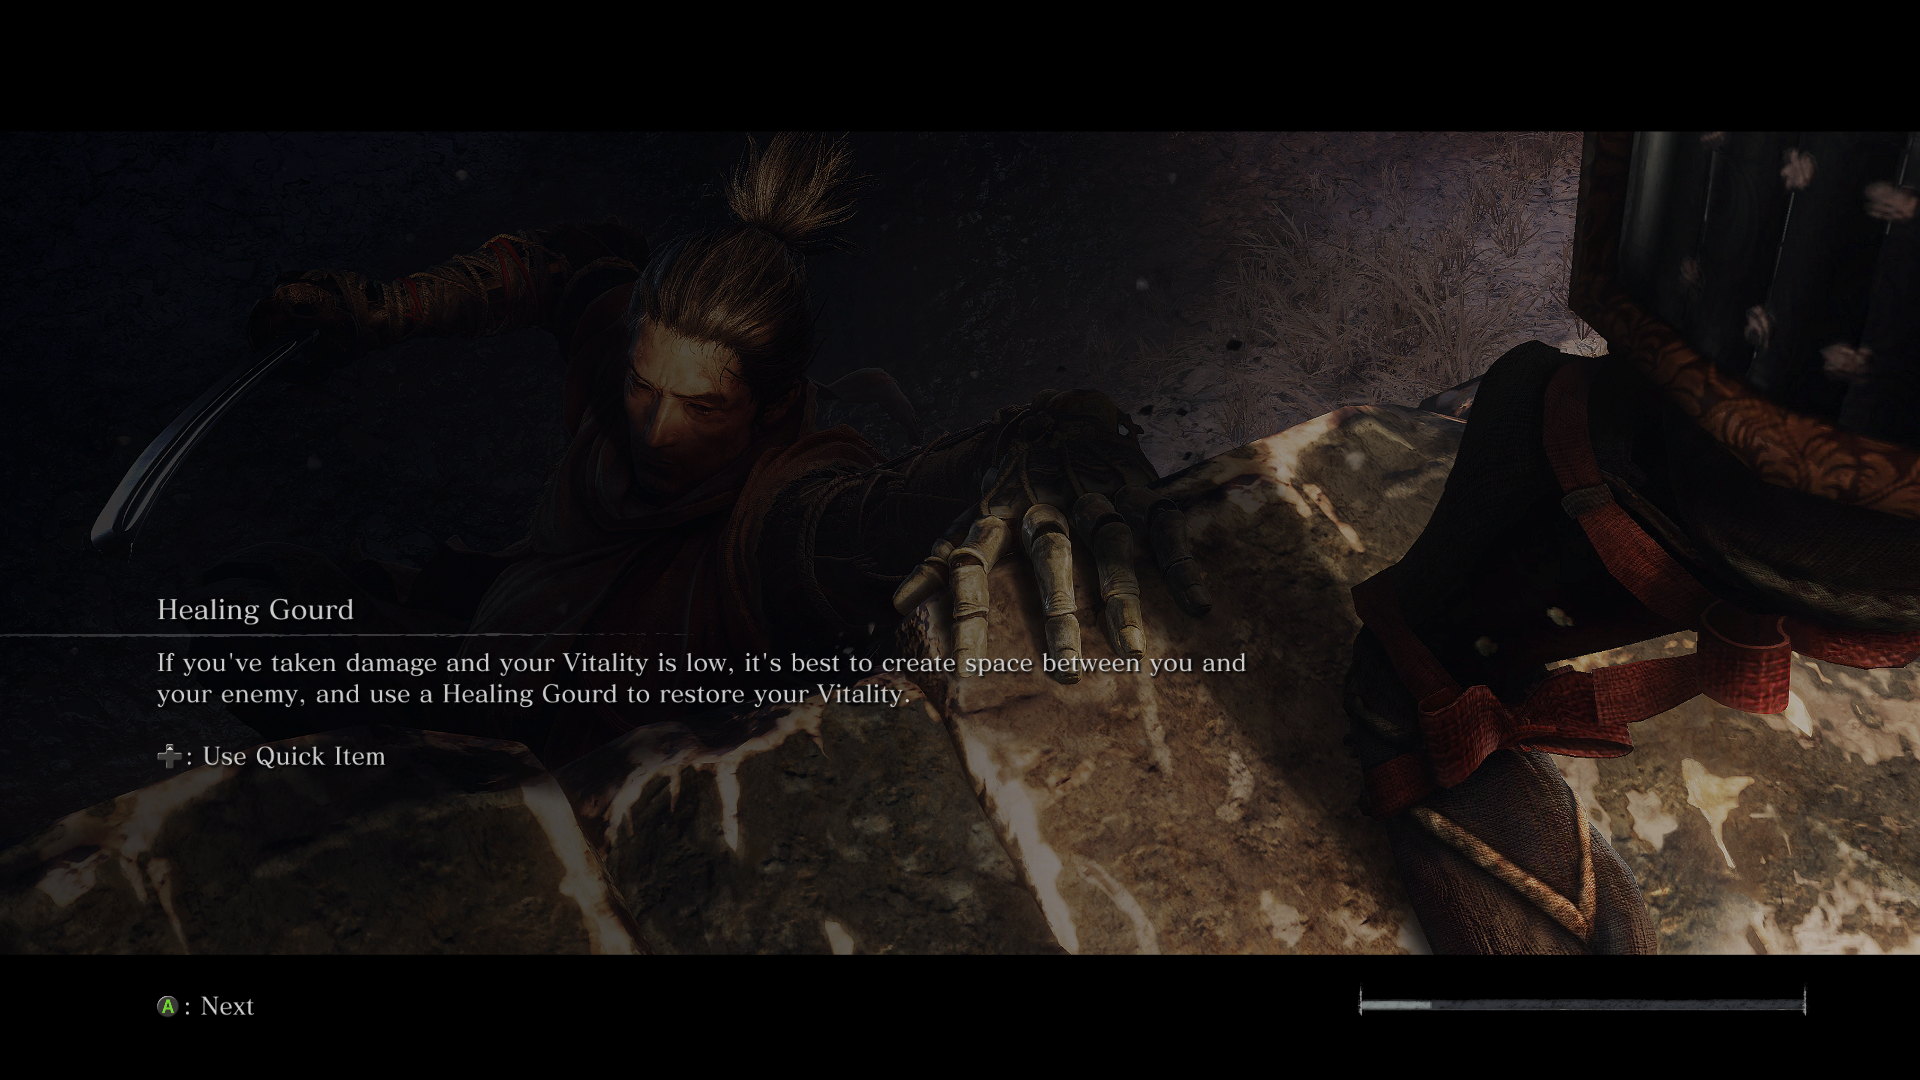 Healing Gourd
If you've taken damage and your Vitality is low, it's best to create space between you and
your enemy, and use a Healing Gourd to restore your Vitality.
: Use Quick Item
A : Next